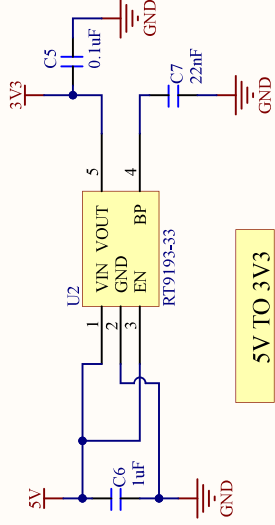 5V
C6
1uF
GND
U2
1
2
3
VIN VOUT
GND
EN
BP
5
4
RT9193-33
3V3
C5
0.1uF
GND
C7
22nF
GND
5V TO 3V3